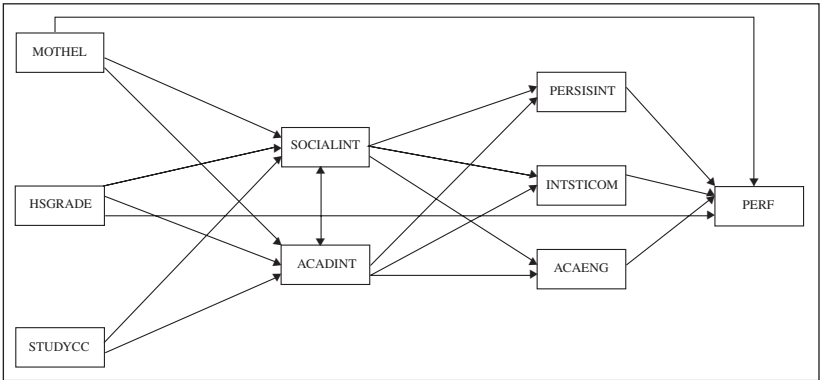 MOTHEL
PERSISINT
SOCIALINT
INTSTICOM
HSGRADE
PERF
ACADINT
ACAENG
STUDYCC